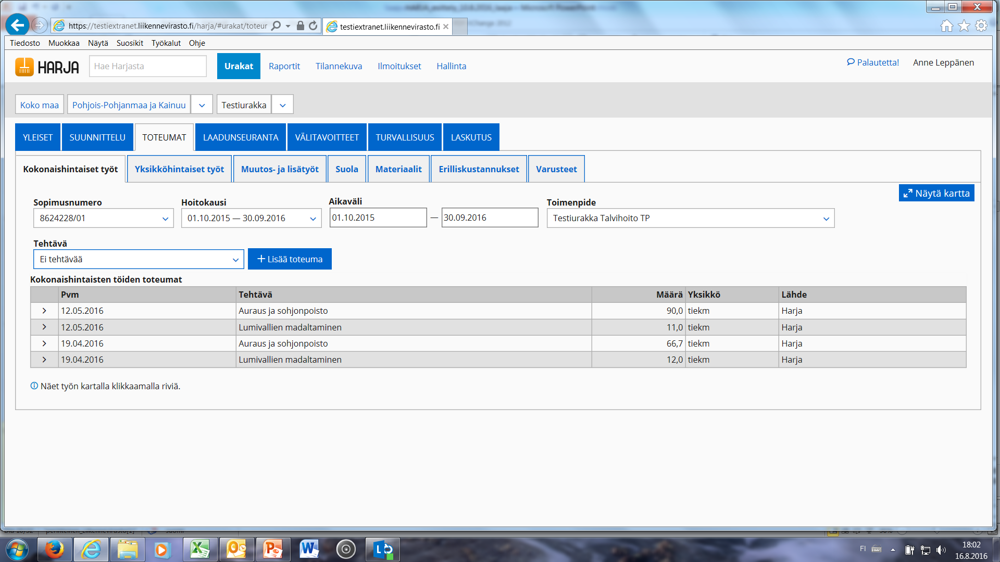 https://testiextranet.liikennevirasto.fi/harja/#urakat/toteur
testiextranet.liikennevirasto.fi
Tiedosto Muokkaa Näytä Suosikit Työkalut Ohje
HARJA Hae Harjasta Urakat Raportit Tilannekuva Ilmoitukset Hallinta Palautetta! Anne Leppänen
Koko maa Pohjois-Pohjanmaa ja Kainuu Testiurakka
YLEISET SUUNNITTELU TOTEUMAT LAADUNSEURANTA VÄLITAVOITTEET TURVALLISUUS LASKUTUS
Kokonaishintaiset työt Yksikköhintaiset työt Muutos- ja lisätyöt Suola Materiaalit Erilliskustannukset Varusteet
Näytä kartta
Sopimusnumero Hoitokausi Aikaväli Toimenpide
8624228/01 01.10.2015 — 30.09.2016 01.10.2015 — 30.09.2016 Testiurakka Talvihoito TP
Tehtävä
Ei tehtävää + Lisää toteuma
Kokonaishintaisten töiden toteumat
Pvm Tehtävä Määrä Yksikkö Lähde
12.05.2016 Auraus ja sohjonpoisto 90,0 tiekm Harja
12.05.2016 Lumivallien madaltaminen 11,0 tiekm Harja
19.04.2016 Auraus ja sohjonpoisto 66,7 tiekm Harja
19.04.2016 Lumivallien madaltaminen 12,0 tiekm Harja
Näet työn kartalla klikkaamalla riviä.
FI 18:02
16.8.2016